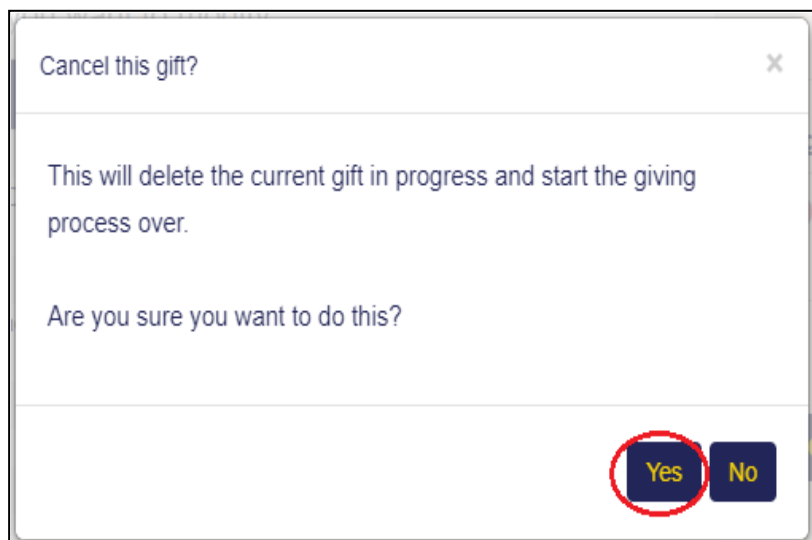 Cancel this gift?
×
This will delete the current gift in progress and start the giving
process over.
Are you sure you want to do this?
Yes No